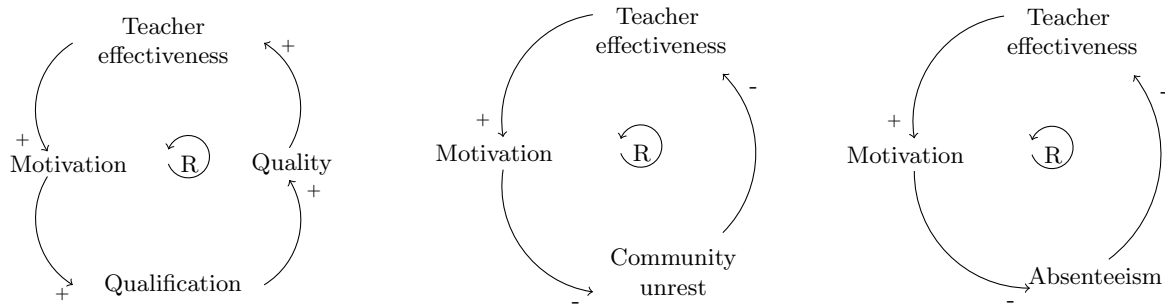 Teacher
effectiveness
+
+
Motivation
R
Quality
+
+
Qualification
Teacher
effectiveness
-
+
Motivation
R
Community
unrest
-
Teacher
effectiveness
-
+
Motivation
R
Absenteeism
-